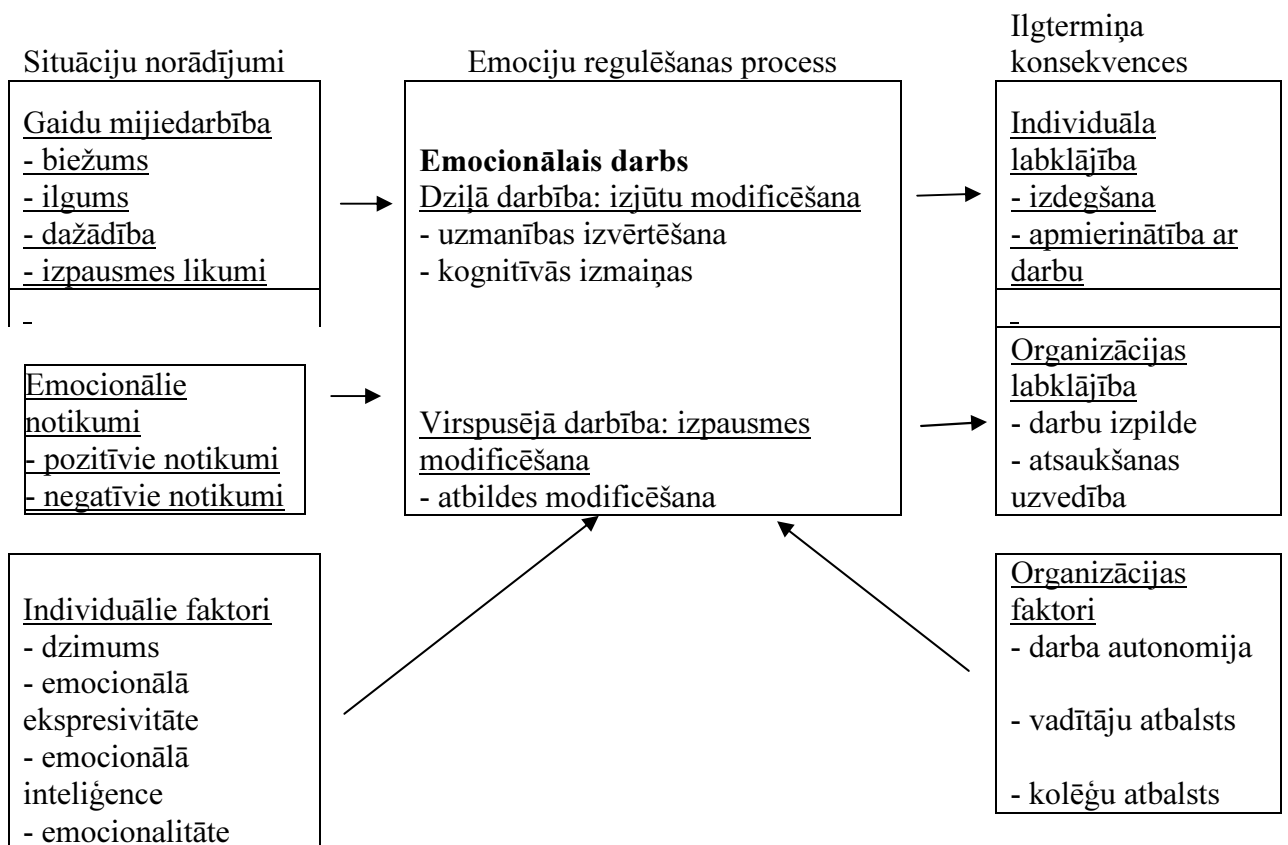 Situāciju norādījumi
Emociju regulēšanas process
Ilgtermiņa
konsekvences
Gaidu mijiedarbība
- biežums
- ilgums
- dažādība
- izpausmes likumi
-
Emocionālie
notikumi
- pozitīvie notikumi
- negatīvie notikumi
Individuālie faktori
- dzimums
- emocionālā
ekspresivitāte
- emocionālā
inteliģence
- emocionalitāte
Emocionālais darbs
Dziļā darbība: izjūtu modificēšana
- uzmanības izvērtēšana
- kognitīvās izmaiņas
Virspusējā darbība: izpausmes
modificēšana
- atbildes modificēšana
Individuāla
labklājība
- izdegšana
- apmierinātība ar
darbu
-
Organizācijas
labklājība
- darbu izpilde
- atsaukšanas
uzvedība
Organizācijas
faktori
- darba autonomija
- vadītāju atbalsts
- kolēģu atbalsts